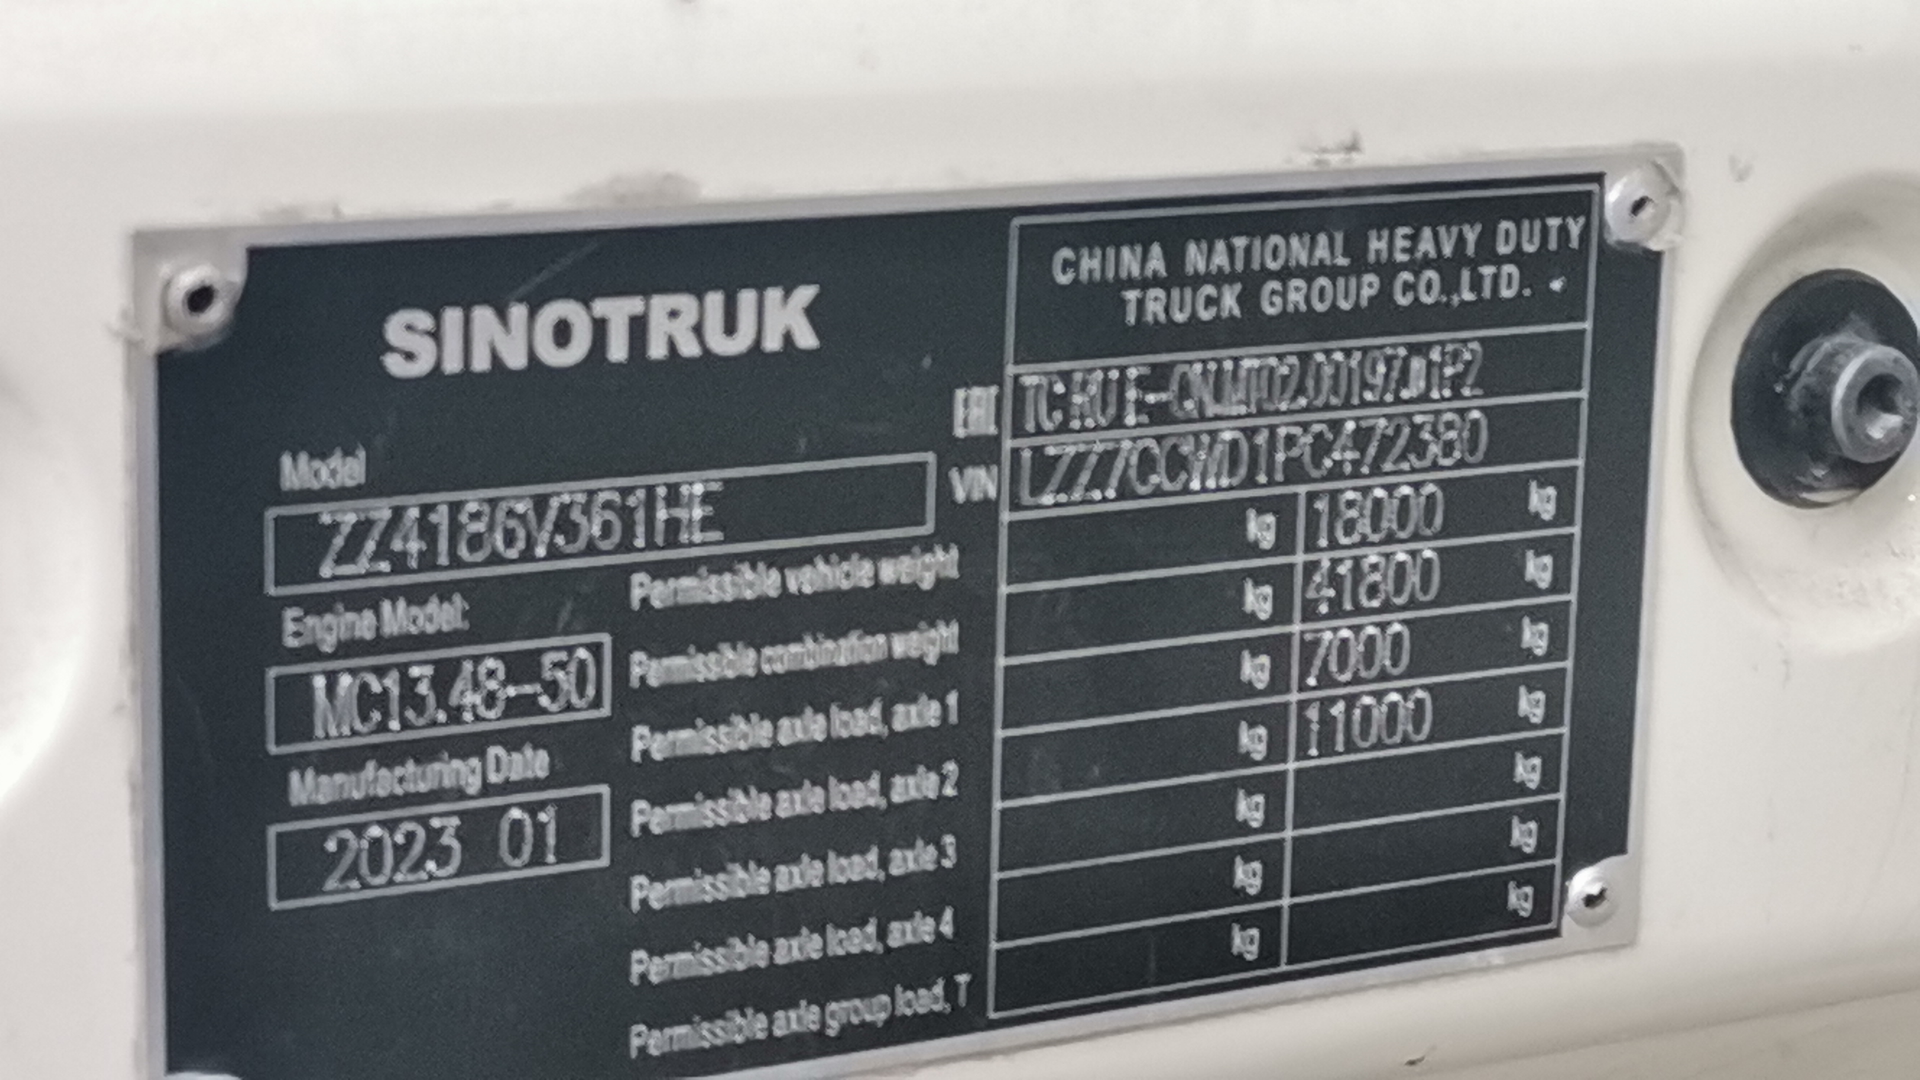 SINOTRUK
CHINA NATIONAL HEAVY DUTY
TRUCK GROUP CO.,LTD.
EAC TC RU E-CN.MT02.00197.И1P2
VIN LZZ7CCWD1PC472380
Model
ZZ4186V361HE
Engine Model:
MC13.48-50
Manufacturing Date
2023 01
Permissible vehicle weight kg 18000 kg
Permissible combination weight kg 41800 kg
Permissible axle load, axle 1 kg 7000 kg
Permissible axle load, axle 2 kg 11000 kg
Permissible axle load, axle 3 kg kg
Permissible axle load, axle 4 kg kg
Permissible axle group load, T kg kg